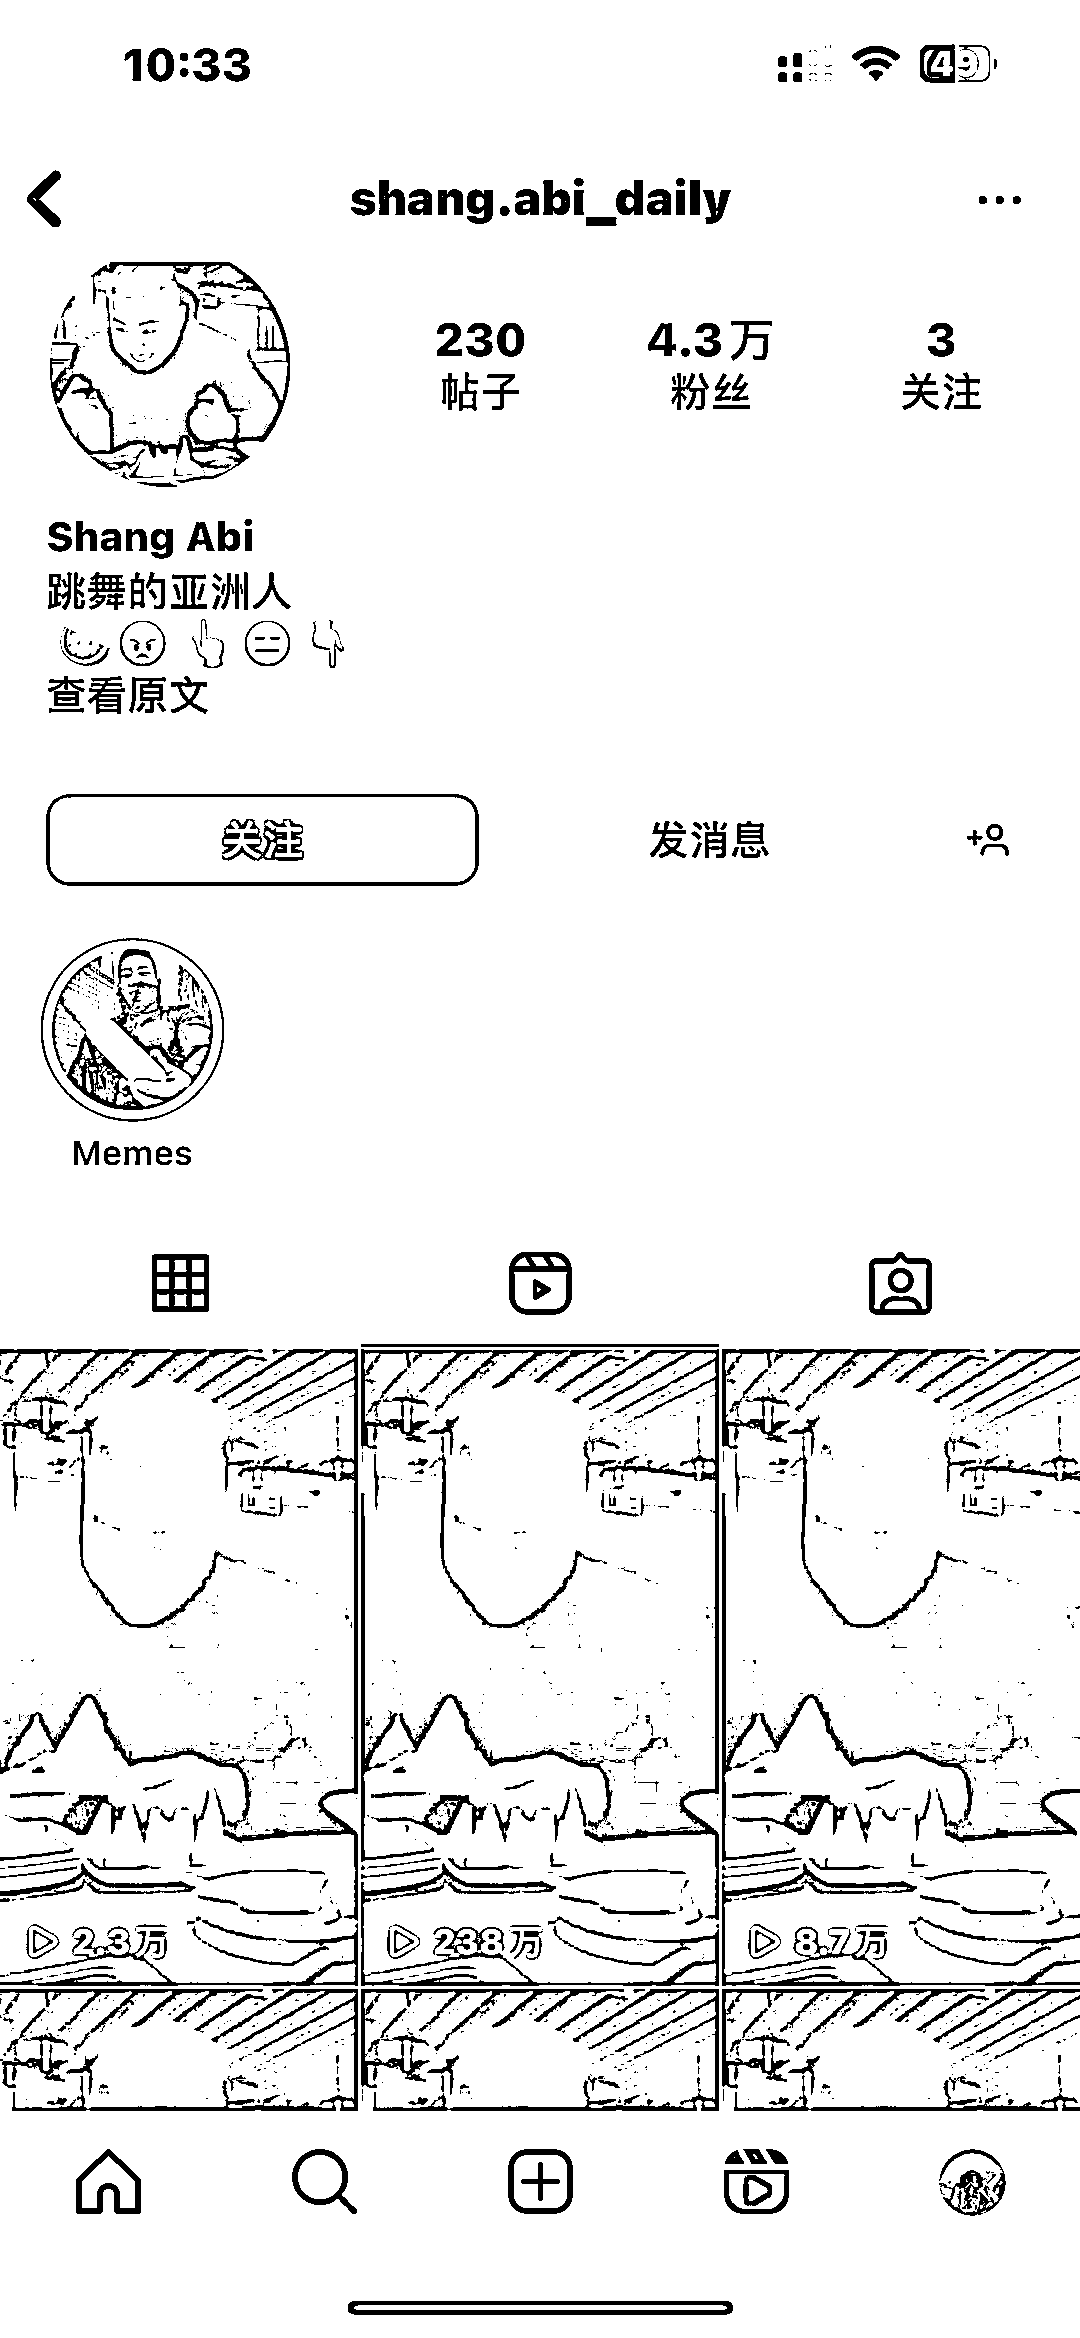 10:33
49
shang.abi_daily
230 4.3万 3
帖子 粉丝 关注
Shang Abi
跳舞的亚洲人
🍉😠👆😑👇
查看原文
关注 发消息
Memes
2.3万 238万 8.7万